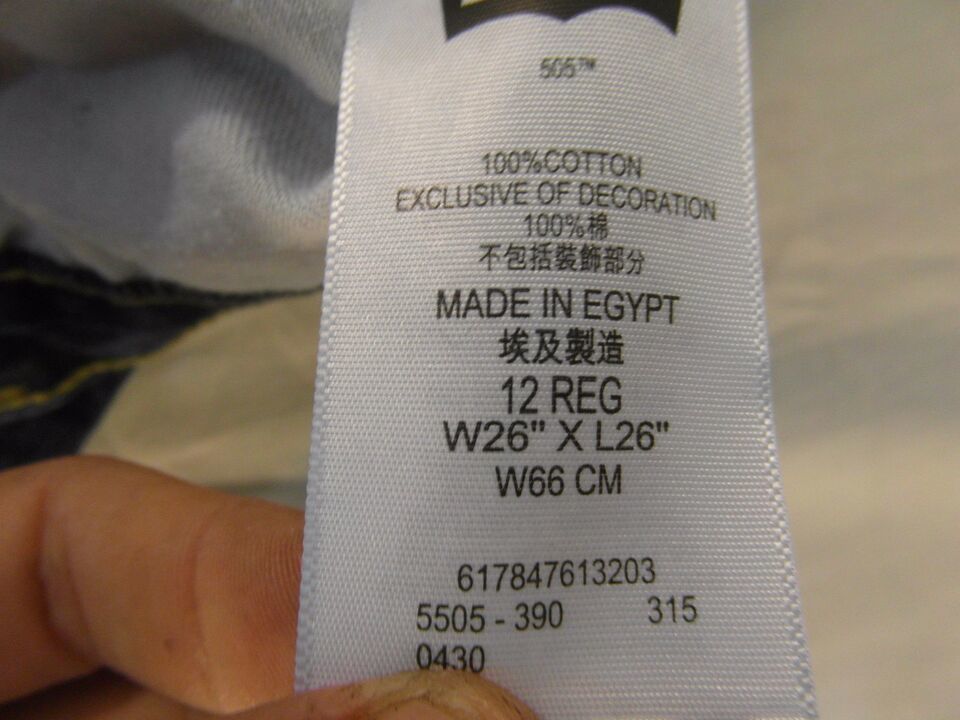 505™
100%COTTON
EXCLUSIVE OF DECORATION
100%棉
不包括裝飾部分
MADE IN EGYPT
埃及製造
12 REG
W26" X L26"
W66 CM
617847613203
5505 - 390 315
0430